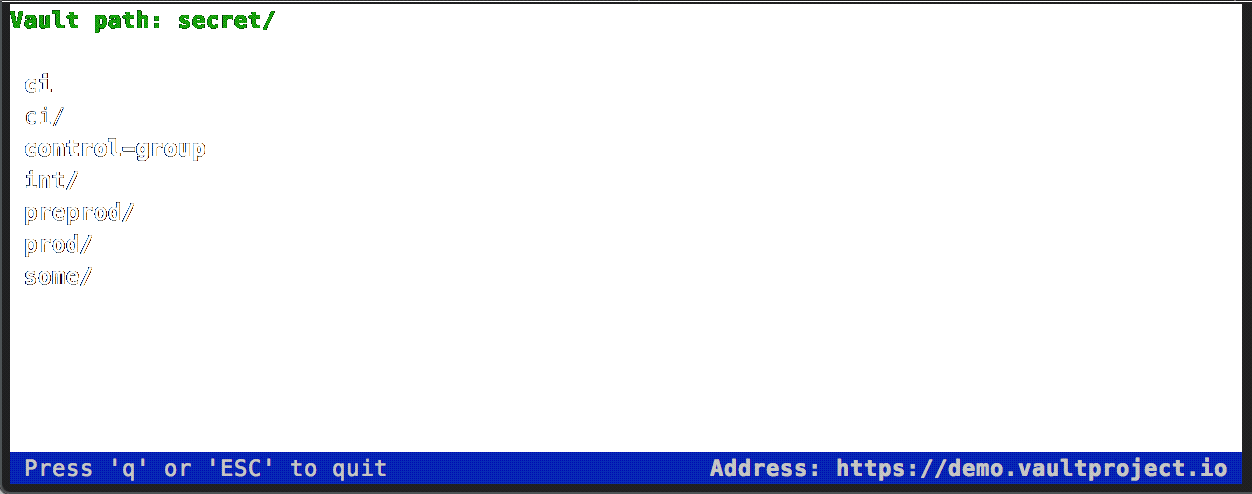 Vault path: secret/
ci
ci/
control-group
int/
preprod/
prod/
some/
Press 'q' or 'ESC' to quit Address: https://demo.vaultproject.io